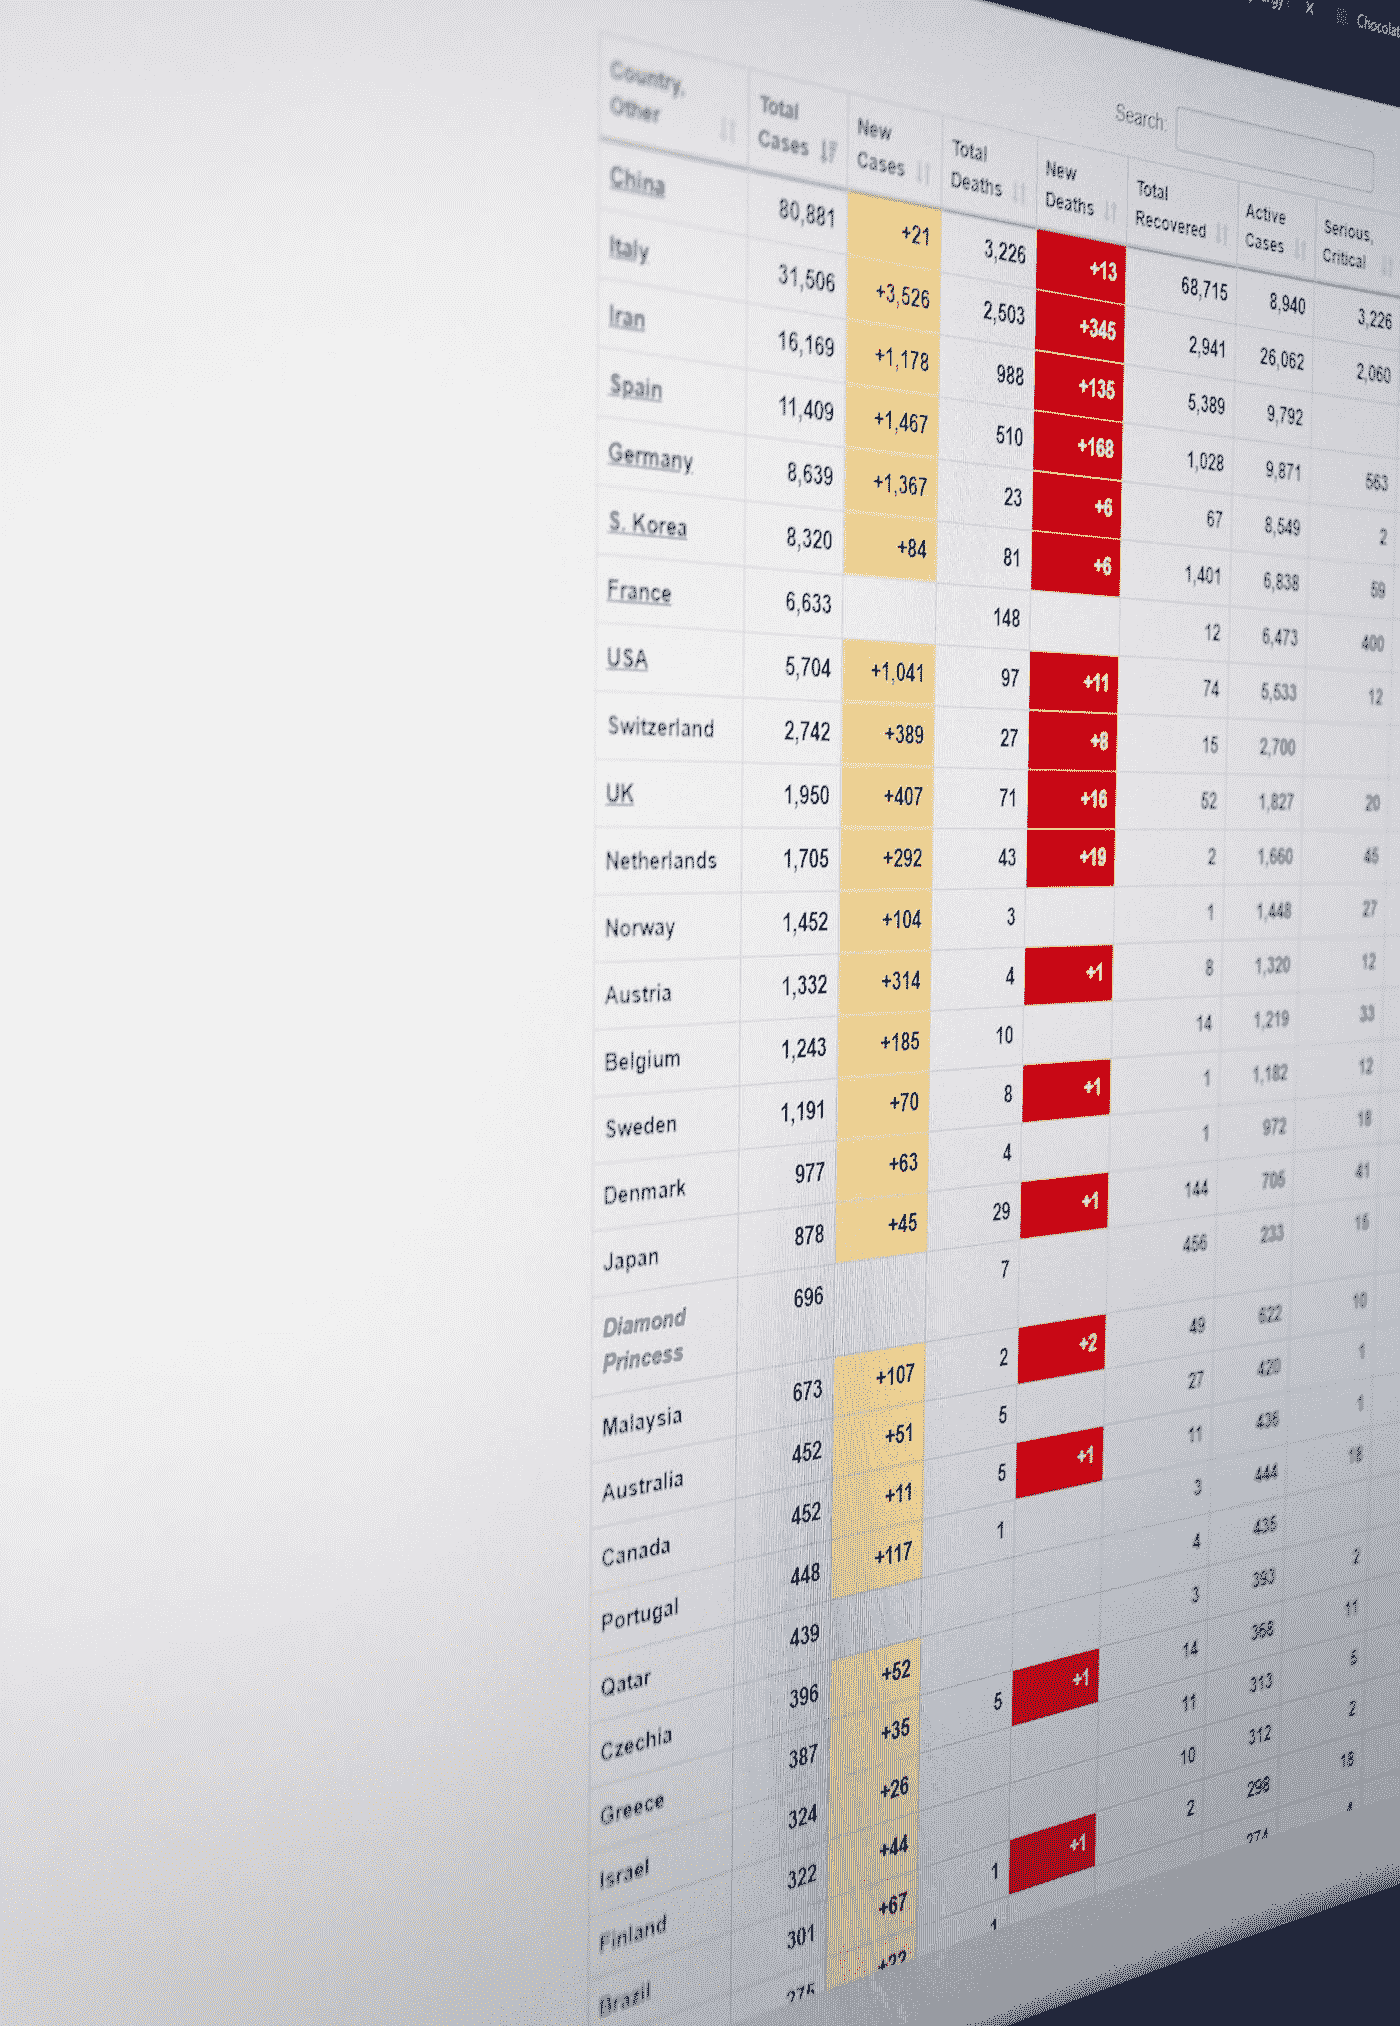 X Chocolat
Search:
Country, Other Total Cases New Cases Total Deaths New Deaths Total Recovered Active Cases Serious, Critical
China 80,881 +21 3,226 +13 68,715 8,940 3,226
Italy 31,506 +3,526 2,503 +345 2,941 26,062 2,060
Iran 16,169 +1,178 988 +135 5,389 9,792
Spain 11,409 +1,467 510 +168 1,028 9,871 563
Germany 8,639 +1,367 23 +6 67 8,549 2
S. Korea 8,320 +84 81 +6 1,401 6,838 59
France 6,633 148 12 6,473 400
USA 5,704 +1,041 97 +11 74 5,533 12
Switzerland 2,742 +389 27 +8 15 2,700
UK 1,950 +407 71 +16 52 1,827 20
Netherlands 1,705 +292 43 +19 2 1,660 45
Norway 1,452 +104 3 1 1,448 27
Austria 1,332 +314 4 +1 8 1,320 12
Belgium 1,243 +185 10 14 1,219 33
Sweden 1,191 +70 8 +1 1 1,182 12
Denmark 977 +63 4 1 972 18
Japan 878 +45 29 +1 144 705 41
Diamond Princess 696 7 456 233 15
Malaysia 673 +107 2 +2 49 622 10
Australia 452 +51 5 27 420 1
Canada 452 +11 5 +1 11 436 1
Portugal 448 +117 1 3 444 18
Qatar 439 4 435
Czechia 396 +52 3 393 2
Greece 387 +35 5 +1 14 368 11
Israel 324 +26 11 313 5
Finland 322 +44 10 312 2
Brazil 301 +67 1 +1 2 298 18
1